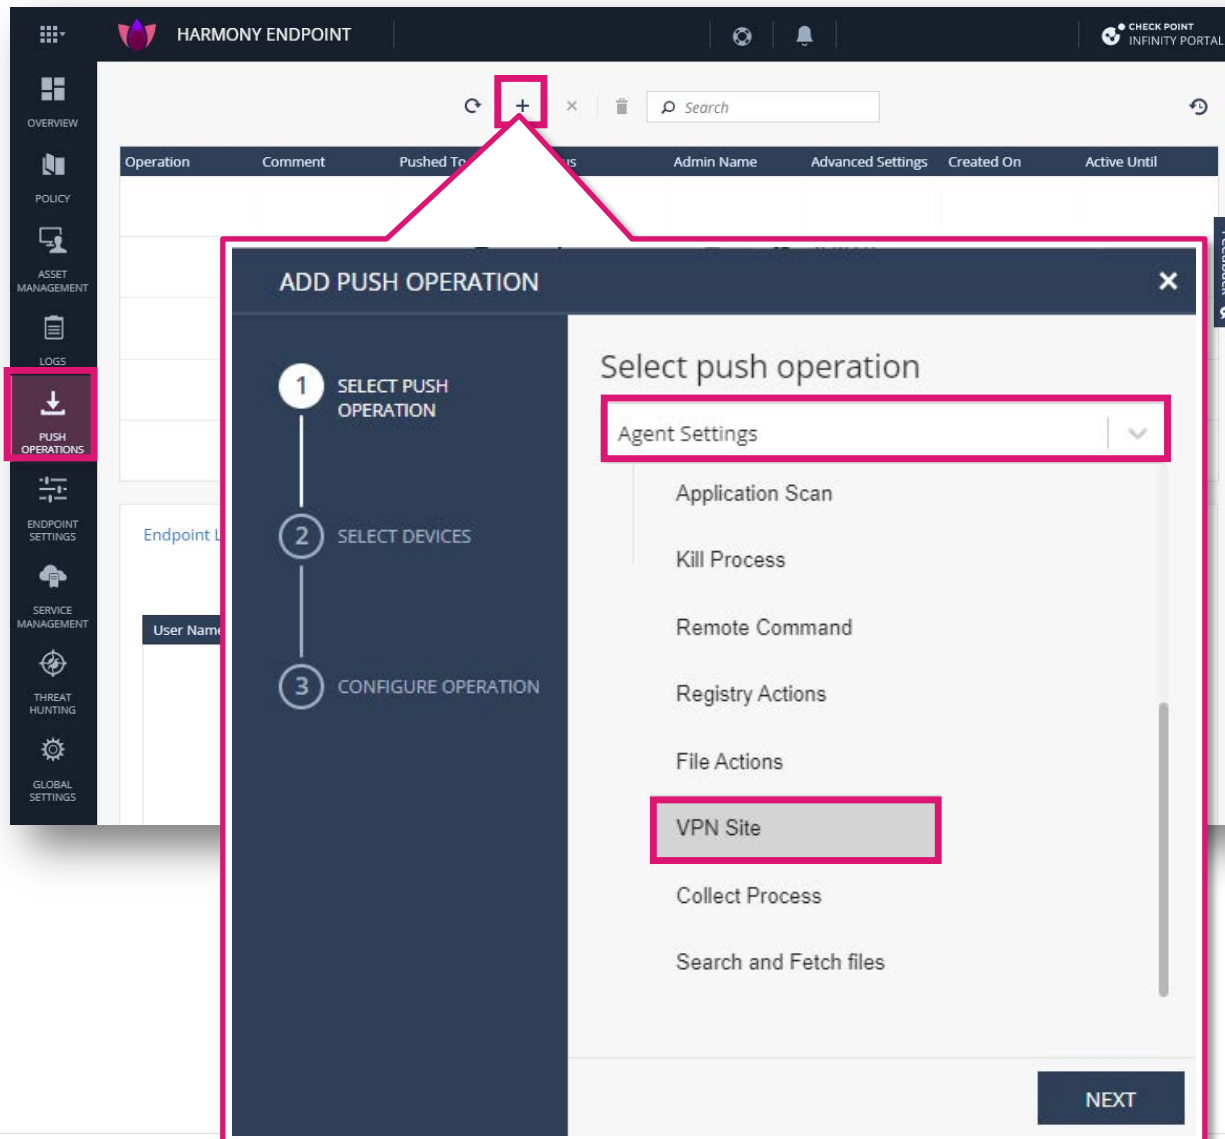 HARMONY ENDPOINT
CHECK POINT
INFINITY PORTAL
OVERVIEW
POLICY
ASSET
MANAGEMENT
LOGS
PUSH
OPERATIONS
ENDPOINT
SETTINGS
SERVICE
MANAGEMENT
THREAT
HUNTING
GLOBAL
SETTINGS
Search
Operation Comment Pushed To Admin Name Advanced Settings Created On Active Until
Endpoint
User Name
ADD PUSH OPERATION
1 SELECT PUSH
OPERATION
2 SELECT DEVICES
3 CONFIGURE OPERATION
Select push operation
Agent Settings
Application Scan
Kill Process
Remote Command
Registry Actions
File Actions
VPN Site
Collect Process
Search and Fetch files
NEXT